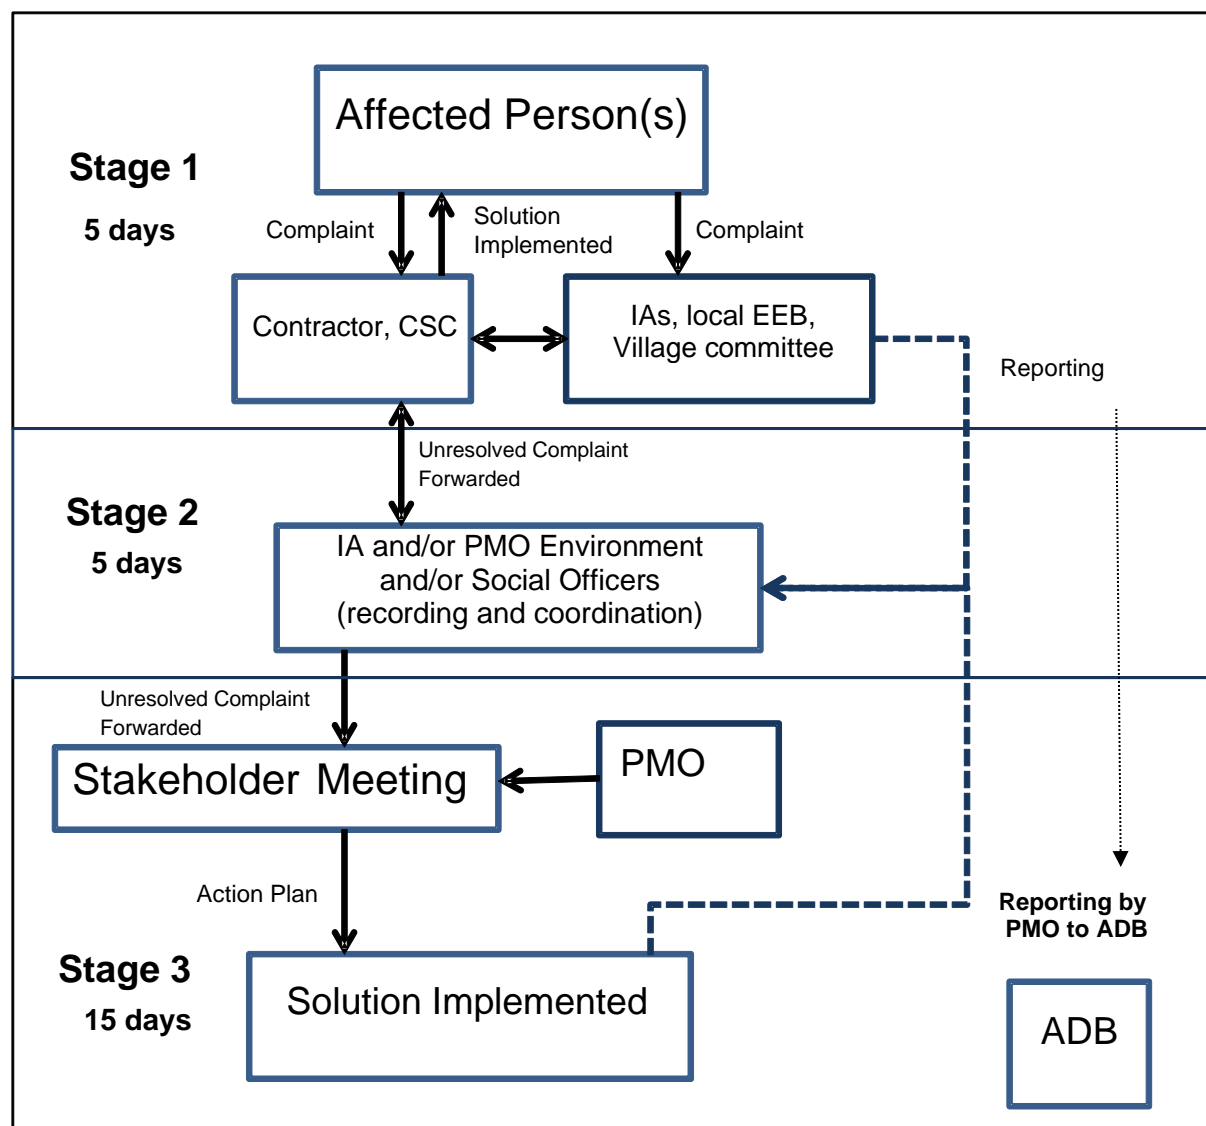 Affected Person(s)
Stage 1
5 days
Complaint
Solution
Implemented
Complaint
Contractor, CSC
IAs, local EEB,
Village committee
Reporting
Unresolved Complaint
Forwarded
Stage 2
5 days
IA and/or PMO Environment
and/or Social Officers
(recording and coordination)
Unresolved Complaint
Forwarded
Stakeholder Meeting
PMO
Action Plan
Reporting by
PMO to ADB
Stage 3
15 days
Solution Implemented
ADB